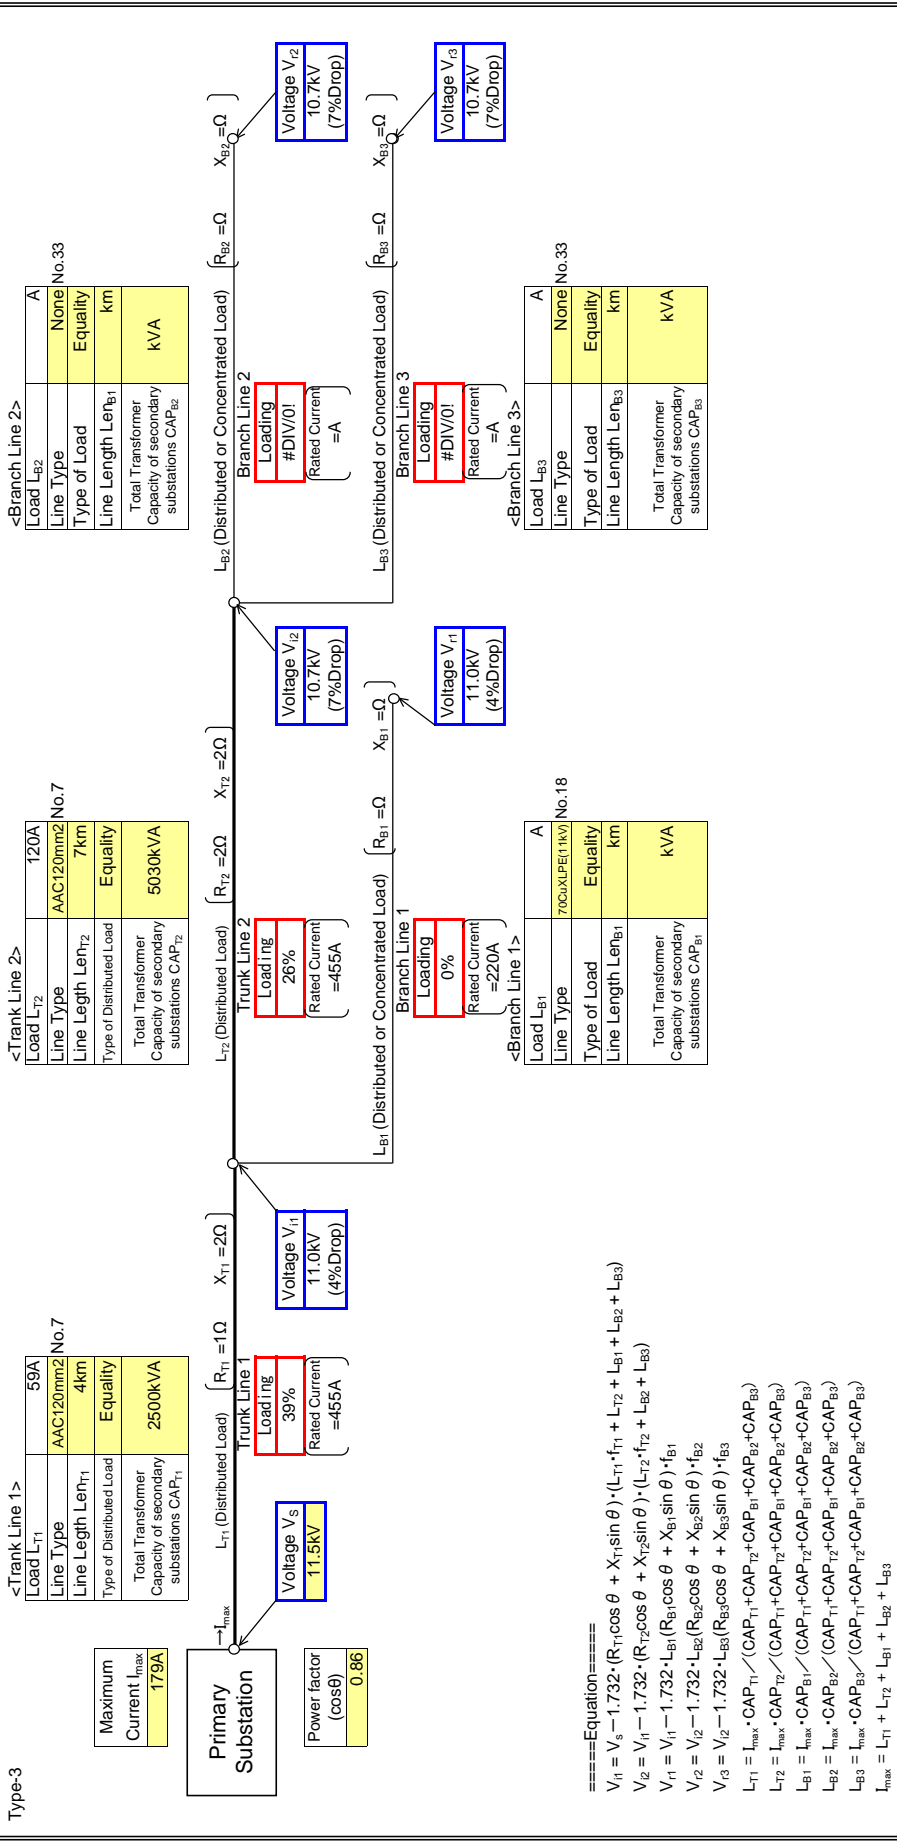 Type-3
Maximum
Current Imax
179A
Primary
Substation
Power factor
(cosθ)
0.86
→Imax
Voltage VS
11.5kV
<Trank Line 1>
Load LT1 59A
Line Type AAC120mm2 No.7
Line Legth LenT1 4km
Type of Distributed Load Equality
Total Transformer
Capacity of secondary
substations CAPT1
2500kVA
LT1 (Distributed Load)
RT1 =1Ω XT1 =2Ω
Trunk Line 1
Loading
39%
Rated Current
=455A
Voltage Vi1
11.0kV
(4%Drop)
<Trank Line 2>
Load LT2 120A
Line Type AAC120mm2 No.7
Line Legth LenT2 7km
Type of Distributed Load Equality
Total Transformer
Capacity of secondary
substations CAPT2
5030kVA
LT2 (Distributed Load)
RT2 =2Ω XT2 =2Ω
Trunk Line 2
Loading
26%
Rated Current
=455A
Voltage Vi2
10.7kV
(7%Drop)
LB1 (Distributed or Concentrated Load)
RB1 =Ω XB1 =Ω
Branch Line 1
Loading
0%
Rated Current
=220A
Voltage Vr1
11.0kV
(4%Drop)
<Branch Line 1>
Load LB1 A
Line Type 70CuXLPE(11kV) No.18
Type of Load Equality
Line Length LenB1 km
Total Transformer
Capacity of secondary
substations CAPB1
kVA
<Branch Line 2>
Load LB2 A
Line Type None No.33
Type of Load Equality
Line Length LenB1 km
Total Transformer
Capacity of secondary
substations CAPB2
kVA
LB2 (Distributed or Concentrated Load)
RB2 =Ω XB2 =Ω
Branch Line 2
Loading
#DIV/0!
Rated Current
=A
Voltage Vr2
10.7kV
(7%Drop)
LB3 (Distributed or Concentrated Load)
RB3 =Ω XB3 =Ω
Branch Line 3
Loading
#DIV/0!
Rated Current
=A
Voltage Vr3
10.7kV
(7%Drop)
<Branch Line 3>
Load LB3 A
Line Type None No.33
Type of Load Equality
Line Length LenB3 km
Total Transformer
Capacity of secondary
substations CAPB3
kVA
=====Equation=====
Vi1 = Vs－1.732・(RT1cos θ + XT1sin θ)・(LT1・fT1 + LT2 + LB1 + LB2 + LB3)
Vi2 = Vi1－1.732・(RT2cos θ + XT2sin θ)・(LT2・fT2 + LB2 + LB3)
Vr1 = Vi1－1.732・LB1(RB1cos θ + XB1sin θ)・fB1
Vr2 = Vi2－1.732・LB2(RB2cos θ + XB2sin θ)・fB2
Vr3 = Vi2－1.732・LB3(RB3cos θ + XB3sin θ)・fB3
LT1 = Imax・CAPT1／(CAPT1+CAPT2+CAPB1+CAPB2+CAPB3)
LT2 = Imax・CAPT2／(CAPT1+CAPT2+CAPB1+CAPB2+CAPB3)
LB1 = Imax・CAPB1／(CAPT1+CAPT2+CAPB1+CAPB2+CAPB3)
LB2 = Imax・CAPB2／(CAPT1+CAPT2+CAPB1+CAPB2+CAPB3)
LB3 = Imax・CAPB3／(CAPT1+CAPT2+CAPB1+CAPB2+CAPB3)
Imax = LT1 + LT2 + LB1 + LB2 + LB3